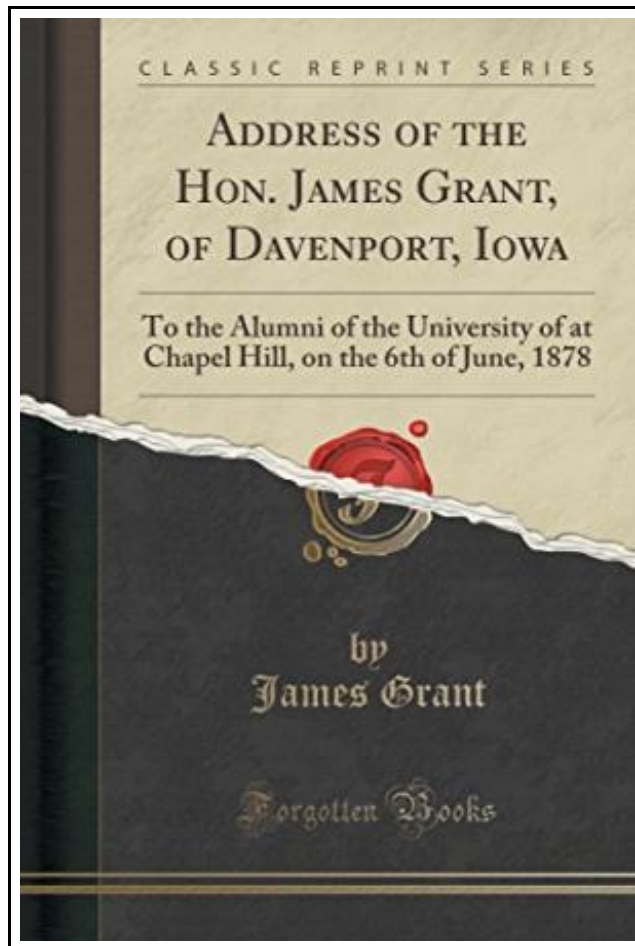 CLASSIC REPRINT SERIES
ADDRESS OF THE
HON. JAMES GRANT,
OF DAVENPORT, IOWA
To the Alumni of the University of at
Chapel Hill, on the 6th of June, 1878
by
James Grant
Forgotten Books